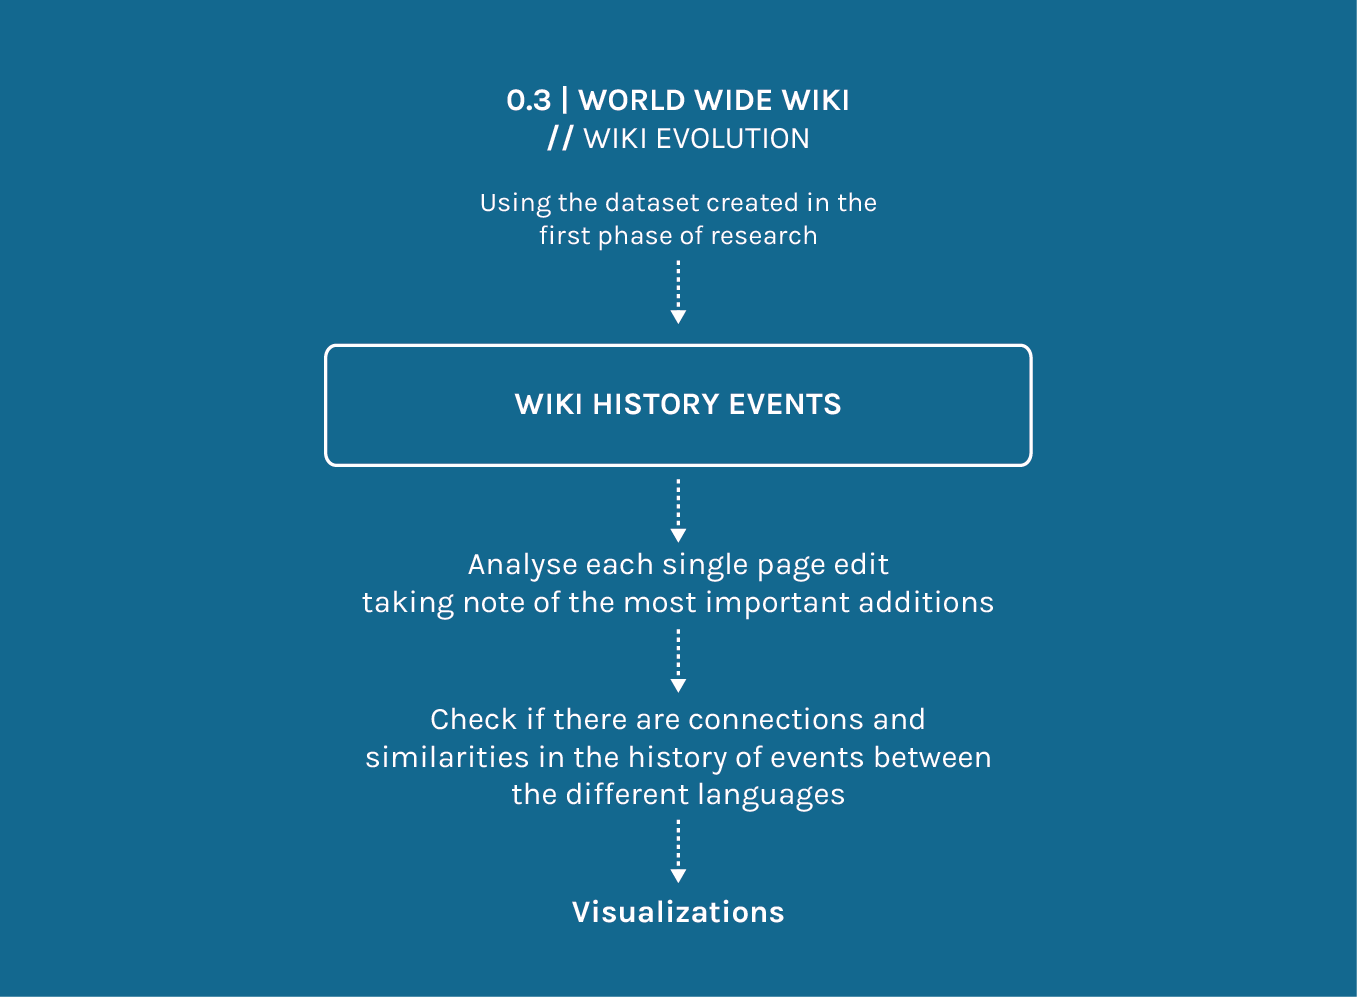 0.3 | WORLD WIDE WIKI
// WIKI EVOLUTION
Using the dataset created in the
first phase of research
WIKI HISTORY EVENTS
Analyse each single page edit
taking note of the most important additions
Check if there are connections and
similarities in the history of events between
the different languages
Visualizations